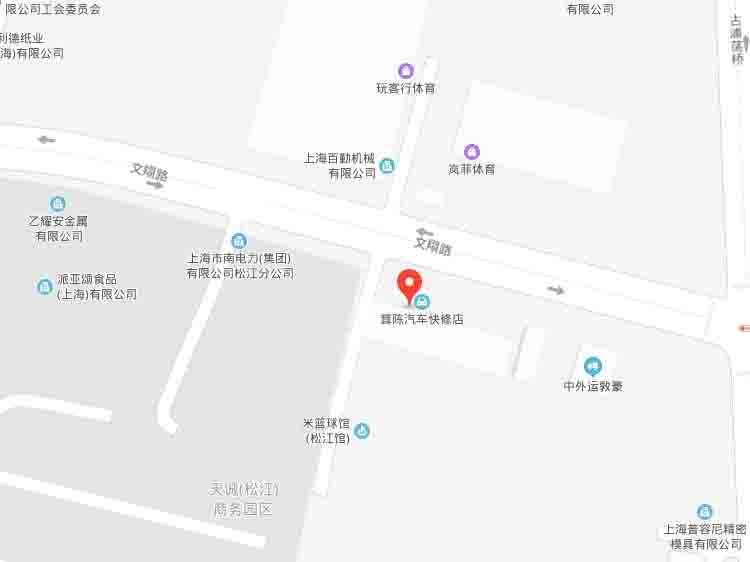 限公司工会委员会
有限公司
利德纸业
海)有限公司
古浦荡桥
玩客行体育
上海百勤机械
有限公司
岚菲体育
文翔路
乙耀安金属
有限公司
文翔路
上海市南电力(集团)
有限公司松江分公司
派亚颂食品
(上海)有限公司
簧陈汽车快修店
中外运敦豪
米篮球馆
(松江馆)
天诚(松江)
商务园区
上海普容尼精密
模具有限公司